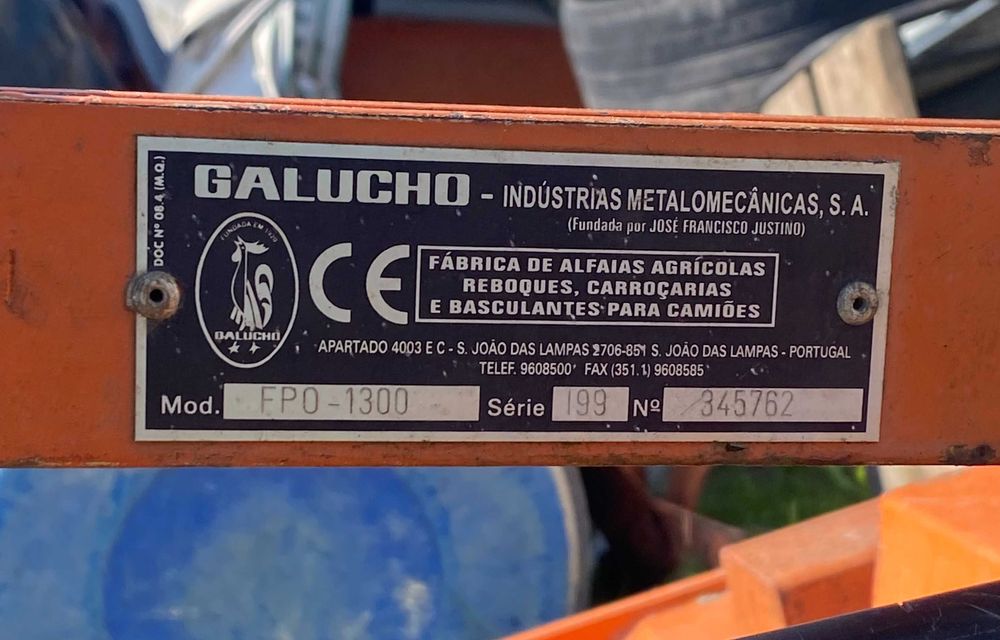 GALUCHO - INDÚSTRIAS METALOMECÂNICAS, S. A.
(Fundada por JOSÉ FRANCISCO JUSTINO)
DOC Nº 08.4 (M.Q.)
FUNDADA EM 1920
GALUCHO
CE
FÁBRICA DE ALFAIAS AGRÍCOLAS
REBOQUES, CARROÇARIAS
E BASCULANTES PARA CAMIÕES
APARTADO 4003 E C - S. JOÃO DAS LAMPAS 2706-851 S. JOÃO DAS LAMPAS - PORTUGAL
TELEF. 9608500 FAX (351.1) 9608585
Mod. FPO-1300 Série I99 Nº 345762